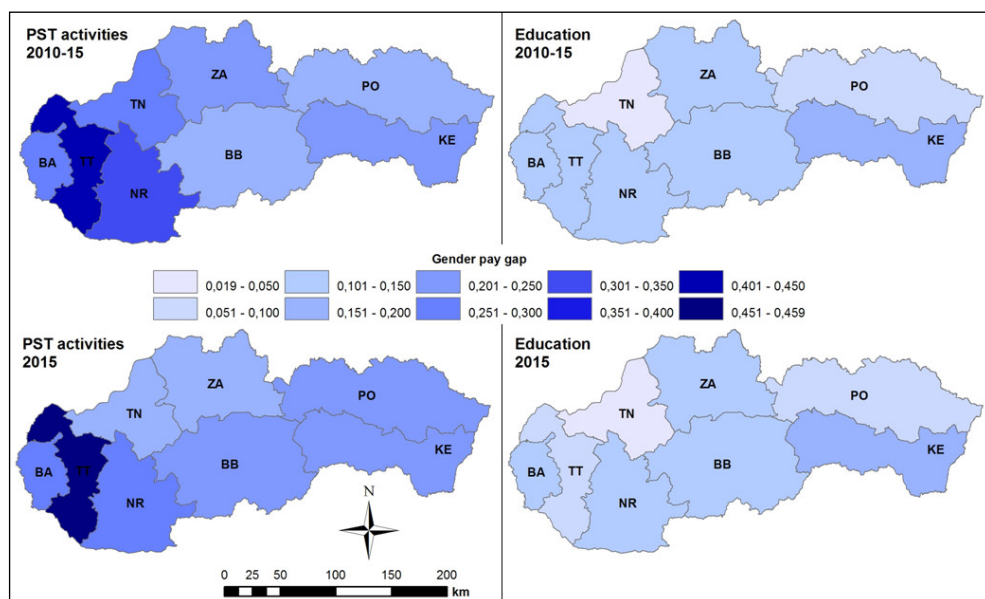 PST activities
2010-15
ZA
PO
TN
KE
BB
BA
TT
NR
Education
2010-15
ZA
PO
TN
KE
BB
BA
TT
NR
Gender pay gap
0,019 - 0,050
0,101 - 0,150
0,201 - 0,250
0,301 - 0,350
0,401 - 0,450
0,051 - 0,100
0,151 - 0,200
0,251 - 0,300
0,351 - 0,400
0,451 - 0,459
PST activities
2015
ZA
PO
TN
KE
BB
BA
TT
NR
N
0 25 50 100 150 200
km
Education
2015
ZA
PO
TN
KE
BB
BA
TT
NR